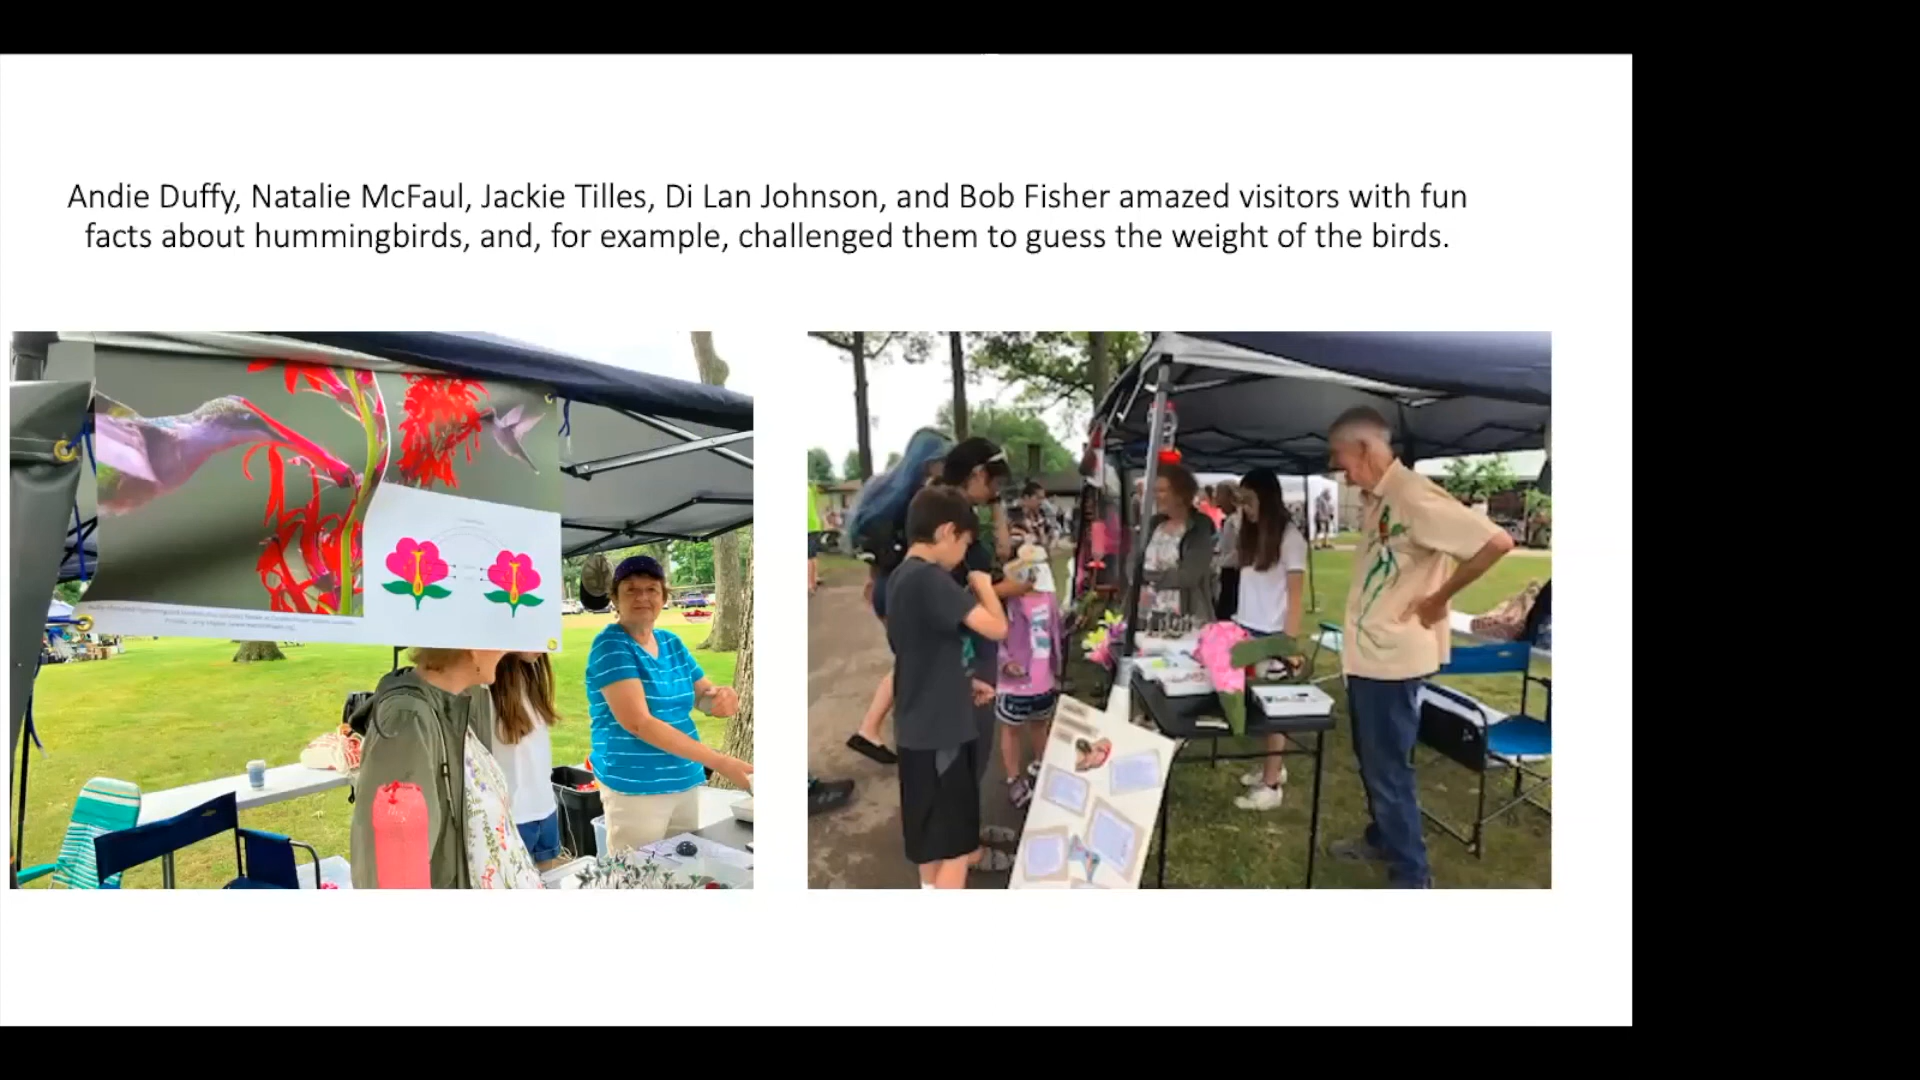 Andie Duffy, Natalie McFaul, Jackie Tilles, Di Lan Johnson, and Bob Fisher amazed visitors with fun
facts about hummingbirds, and, for example, challenged them to guess the weight of the birds.